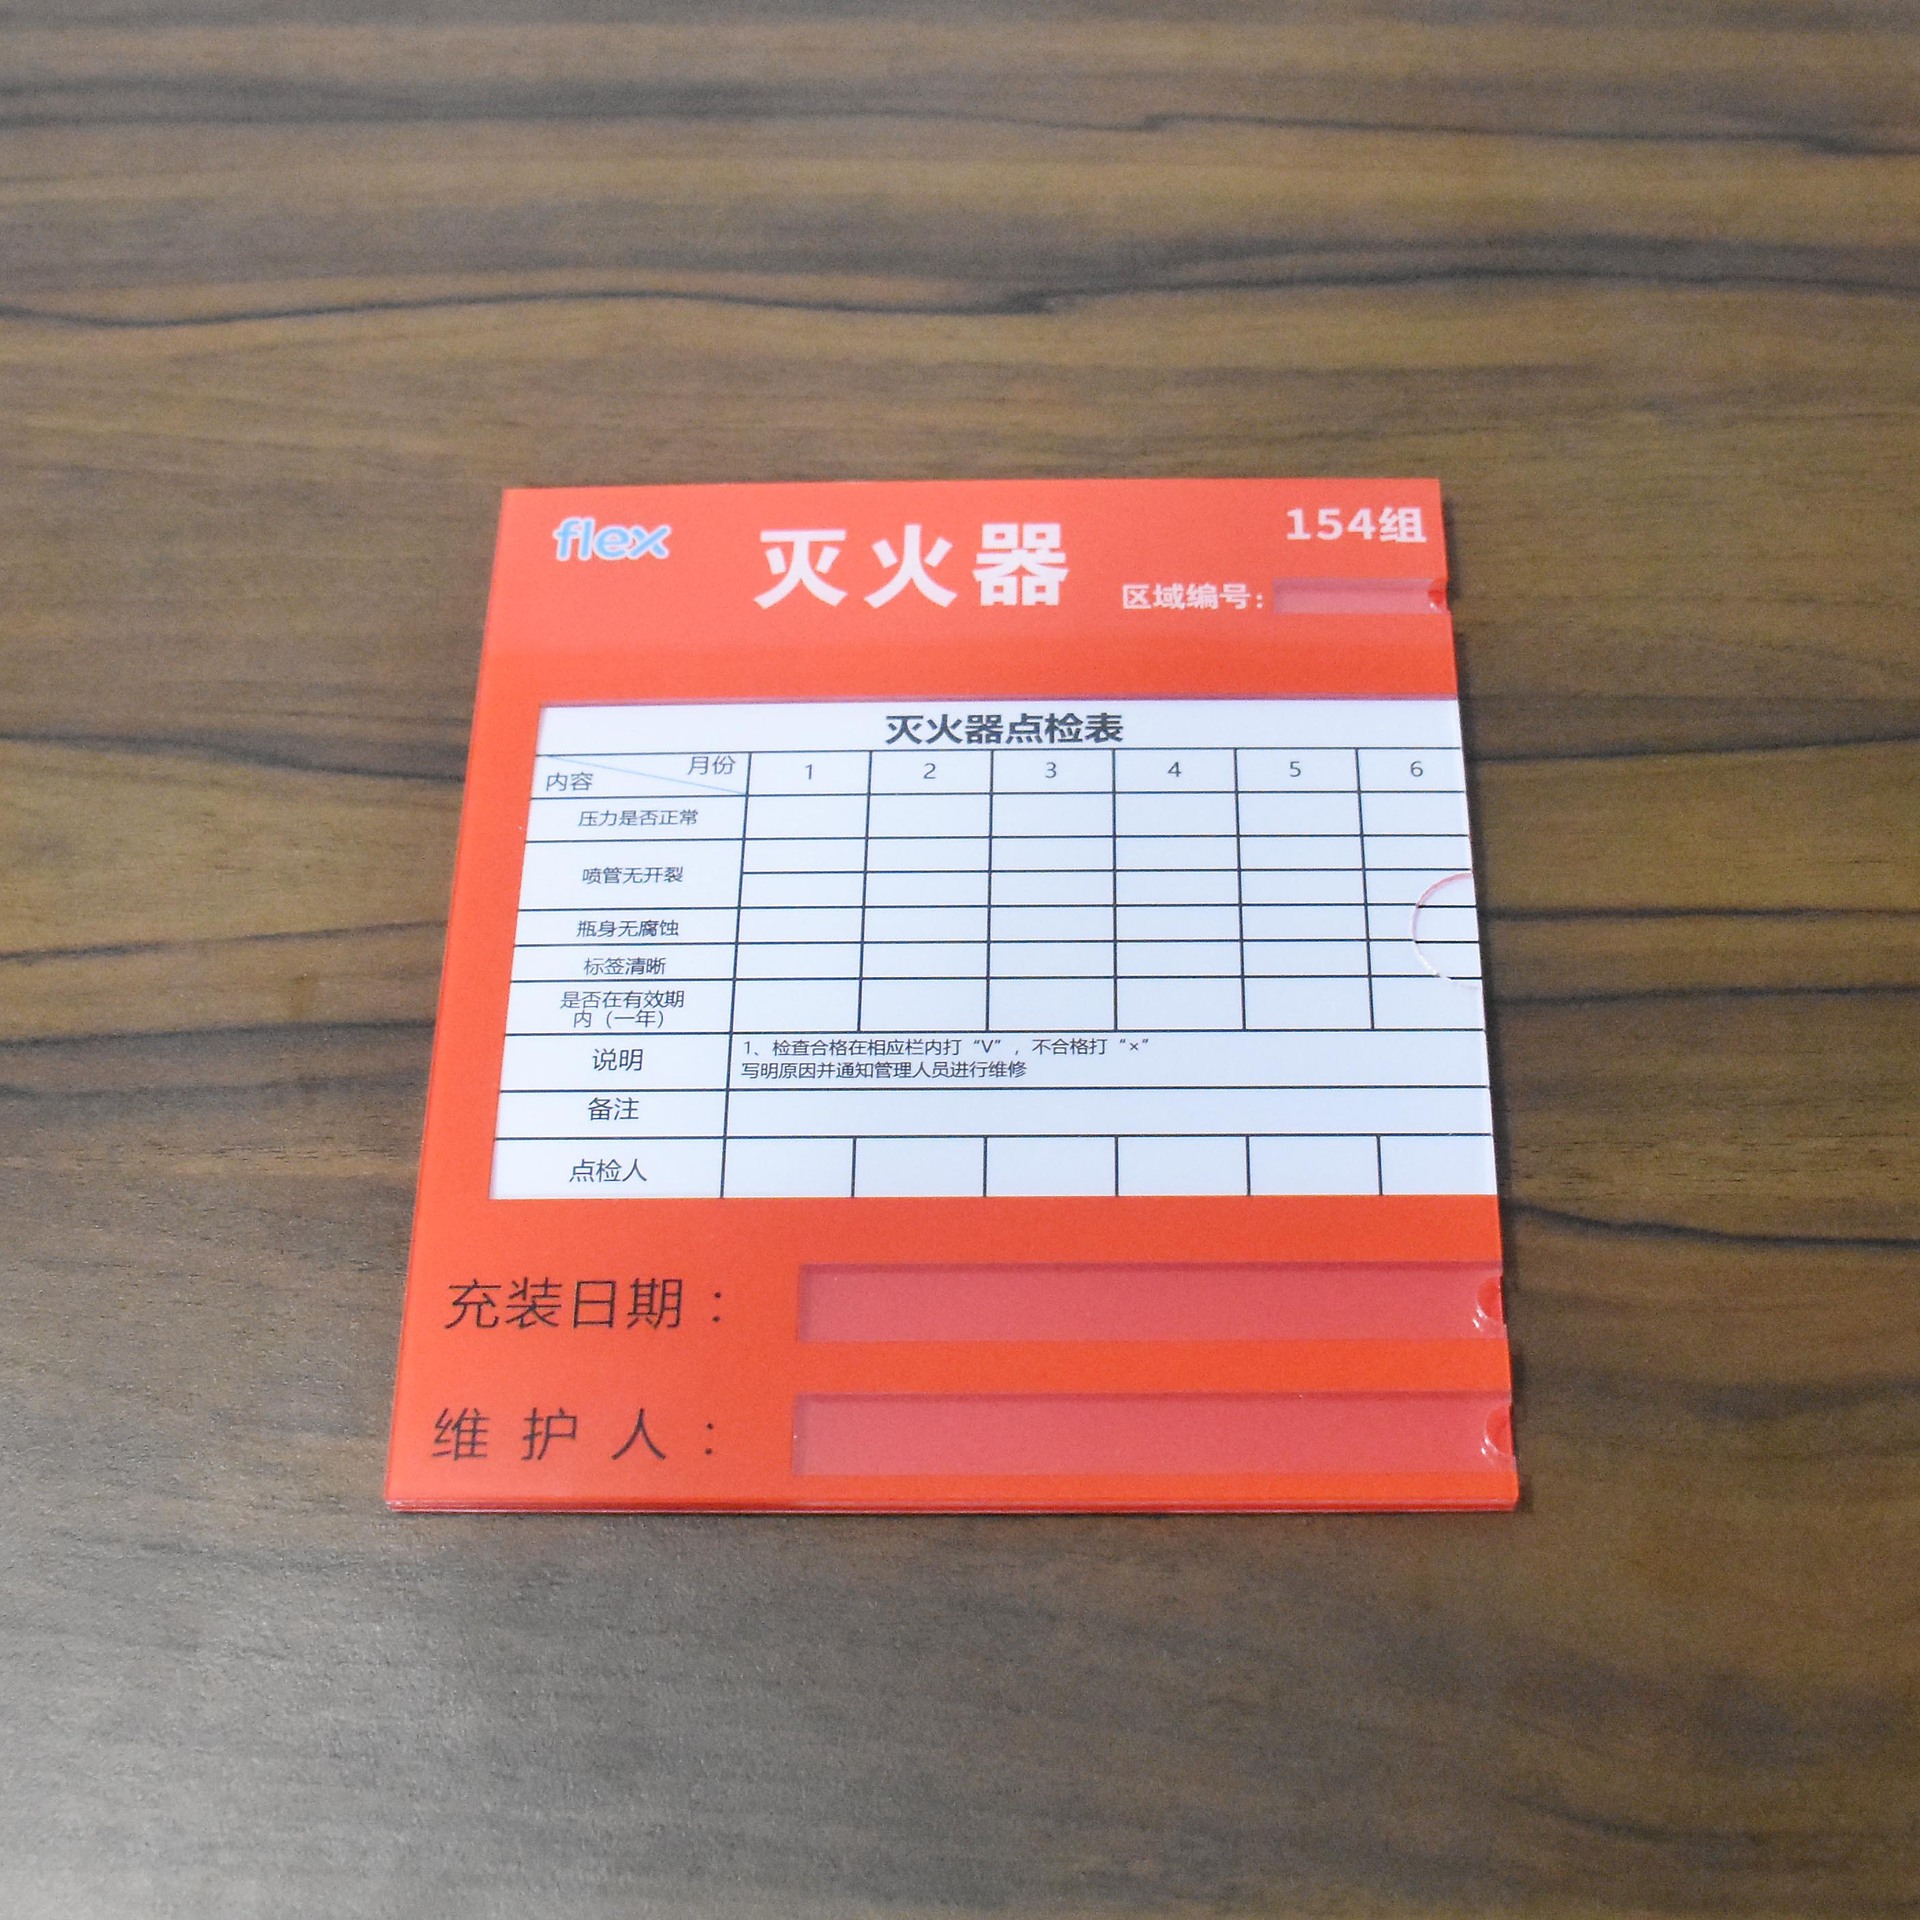 flex
灭火器
154组
区域编号：
灭火器点检表
月份
内容
1 2 3 4 5 6
压力是否正常
喷管无开裂
瓶身无腐蚀
标签清晰
是否在有效期
内（一年）
说明
1、检查合格在相应栏内打“V”，不合格打“×”
写明原因并通知管理人员进行维修
备注
点检人
充装日期：
维护人：